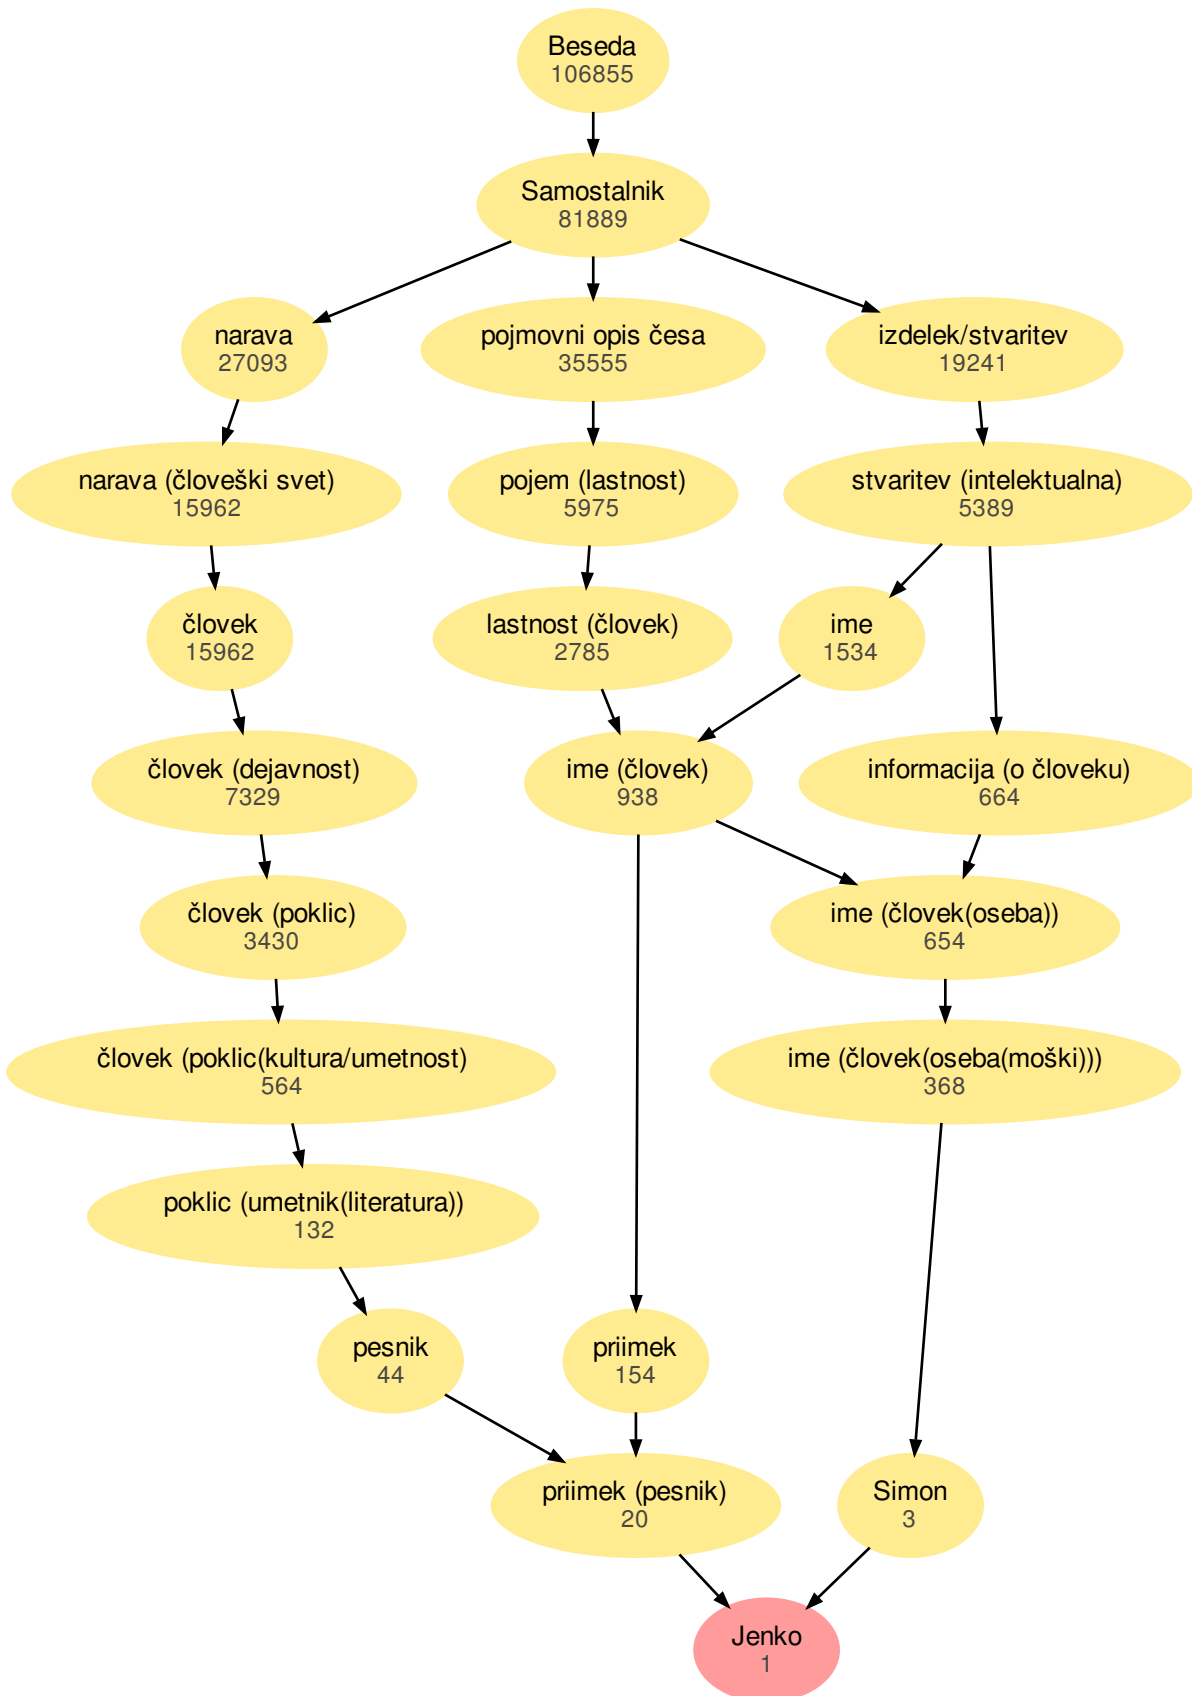 Beseda
106855
Samostalnik
81889
narava
27093
pojmovni opis česa
35555
izdelek/stvaritev
19241
narava (človeški svet)
15962
pojem (lastnost)
5975
stvaritev (intelektualna)
5389
človek
15962
lastnost (človek)
2785
ime
1534
človek (dejavnost)
7329
ime (človek)
938
informacija (o človeku)
664
človek (poklic)
3430
ime (človek(oseba))
654
človek (poklic(kultura/umetnost)
564
ime (človek(oseba(moški)))
368
poklic (umetnik(literatura))
132
pesnik
44
priimek
154
priimek (pesnik)
20
Simon
3
Jenko
1